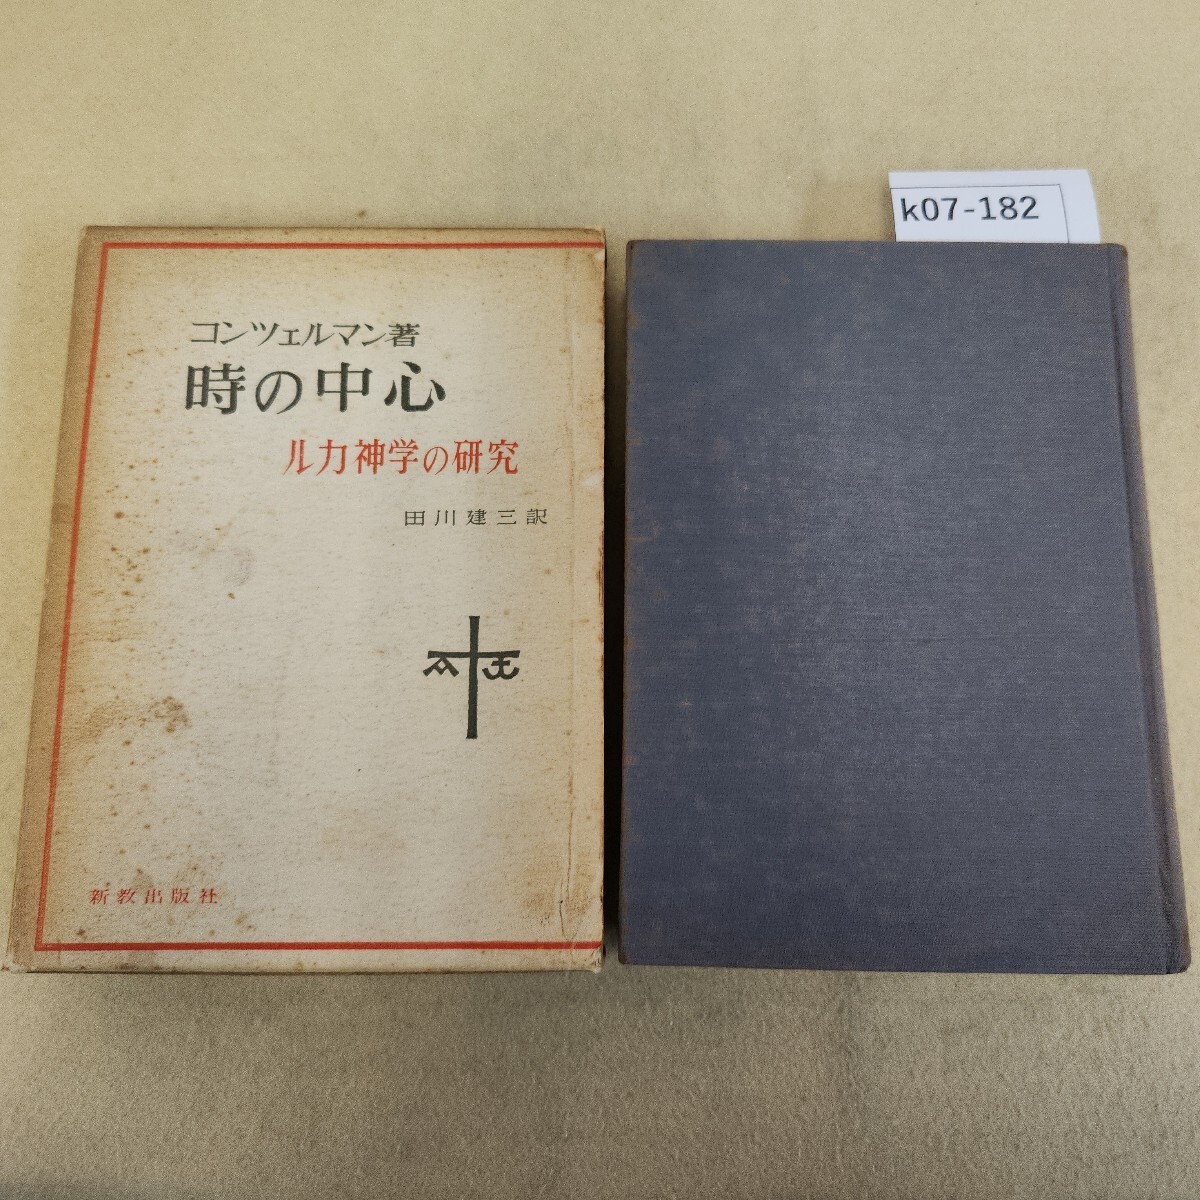 コンツェルマン著
時の中心
ルカ神学の研究
田川建三訳
新教出版社
k07-182